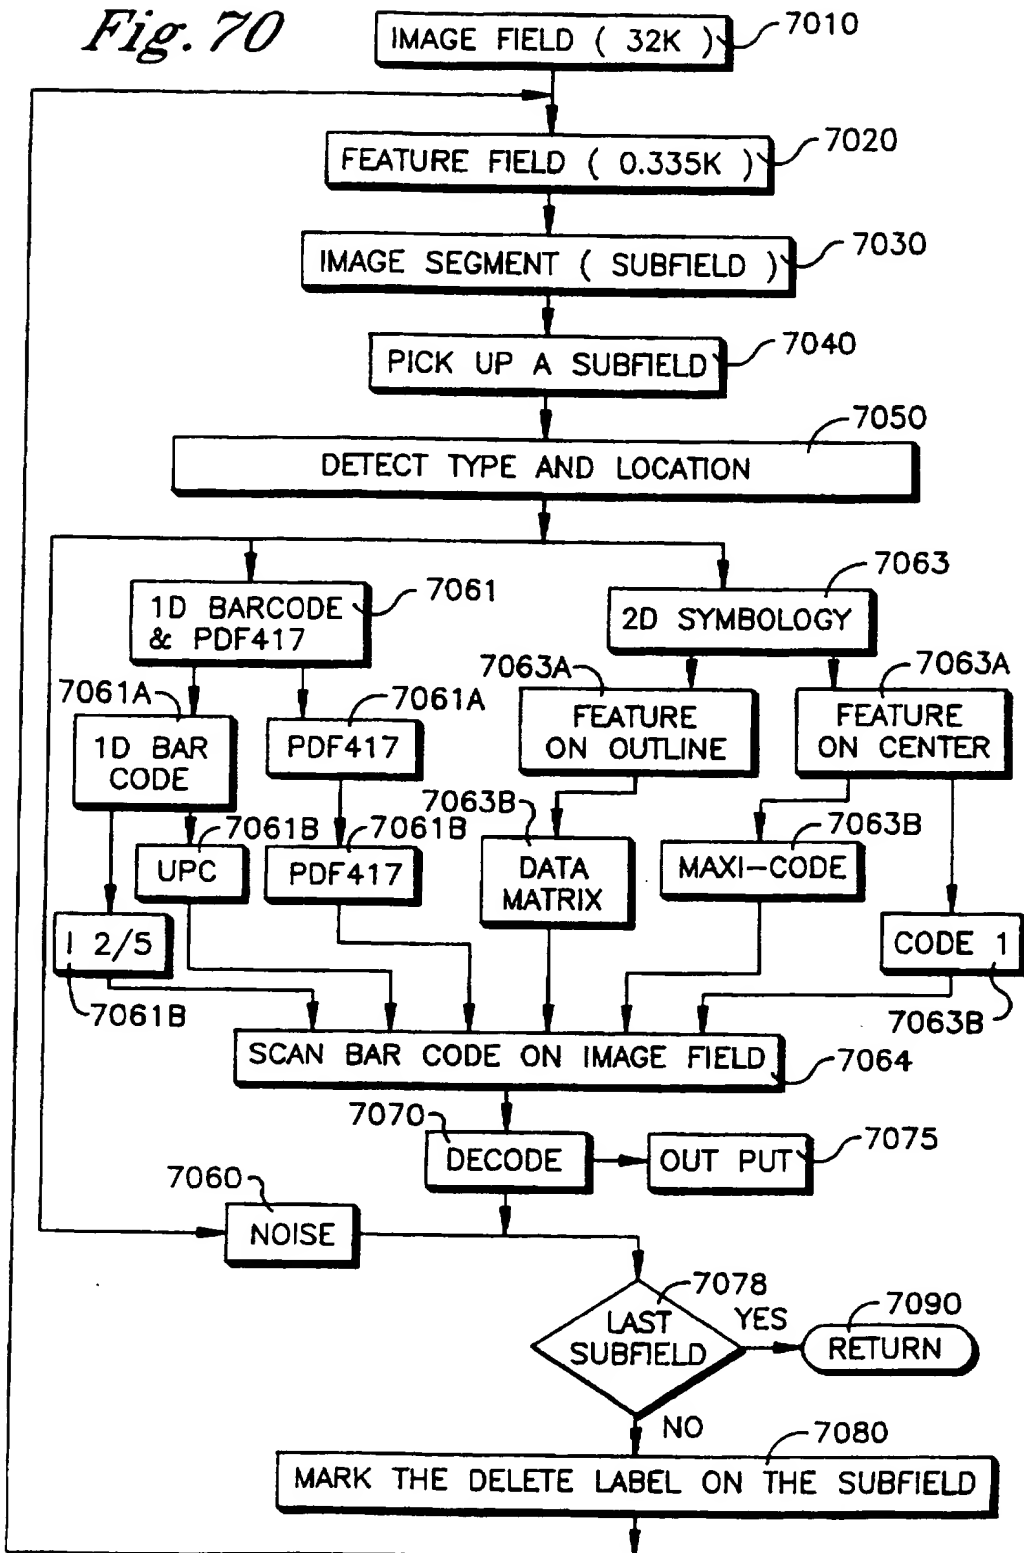 Fig. 70
IMAGE FIELD ( 32K )
7010
FEATURE FIELD ( 0.335K )
7020
IMAGE SEGMENT ( SUBFIELD )
7030
PICK UP A SUBFIELD
7040
7050
DETECT TYPE AND LOCATION
1D BARCODE
& PDF417
7061
7063
2D SYMBOLOGY
7061A
1D BAR
CODE
7061A
PDF417
7063A
FEATURE
ON OUTLINE
7063A
FEATURE
ON CENTER
7061B
UPC
7061B
PDF417
7063B
DATA
MATRIX
7063B
MAXI-CODE
I 2/5
7061B
CODE 1
7063B
SCAN BAR CODE ON IMAGE FIELD
7064
7070
DECODE
OUT PUT
7075
7060
NOISE
7078
LAST
SUBFIELD
YES
7090
RETURN
NO
7080
MARK THE DELETE LABEL ON THE SUBFIELD